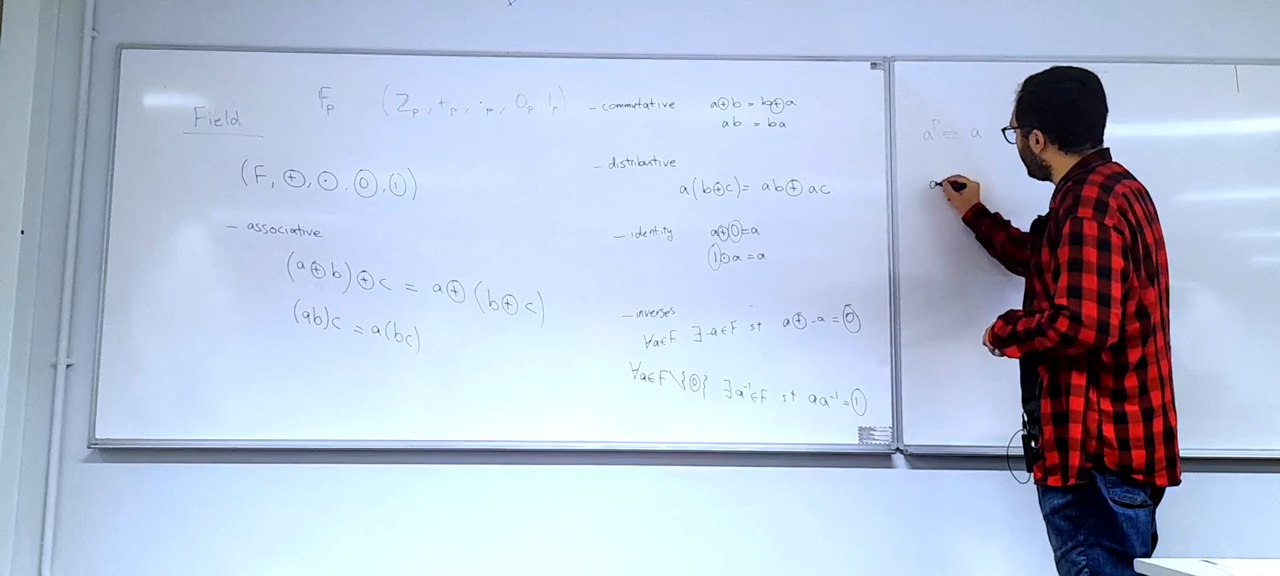 Field
F_p (Z_p, +_p, ·_p, 0_p, 1_p)
(F, ⊕, ⊙, ⓪, ①)
– associative
(a ⊕ b) ⊕ c = a ⊕ (b ⊕ c)
(ab)c = a(bc)
– commutative a ⊕ b = b ⊕ a
ab = ba
– distributive
a(b ⊕ c) = ab ⊕ ac
– identity a ⊕ ⓪ = a
① ⊙ a = a
– inverses
∀a∈F ∃-a∈F st a ⊕ -a = ⓪
∀a∈F\{⓪} ∃a⁻¹∈F st aa⁻¹ = ①
a^p ≡ a
a